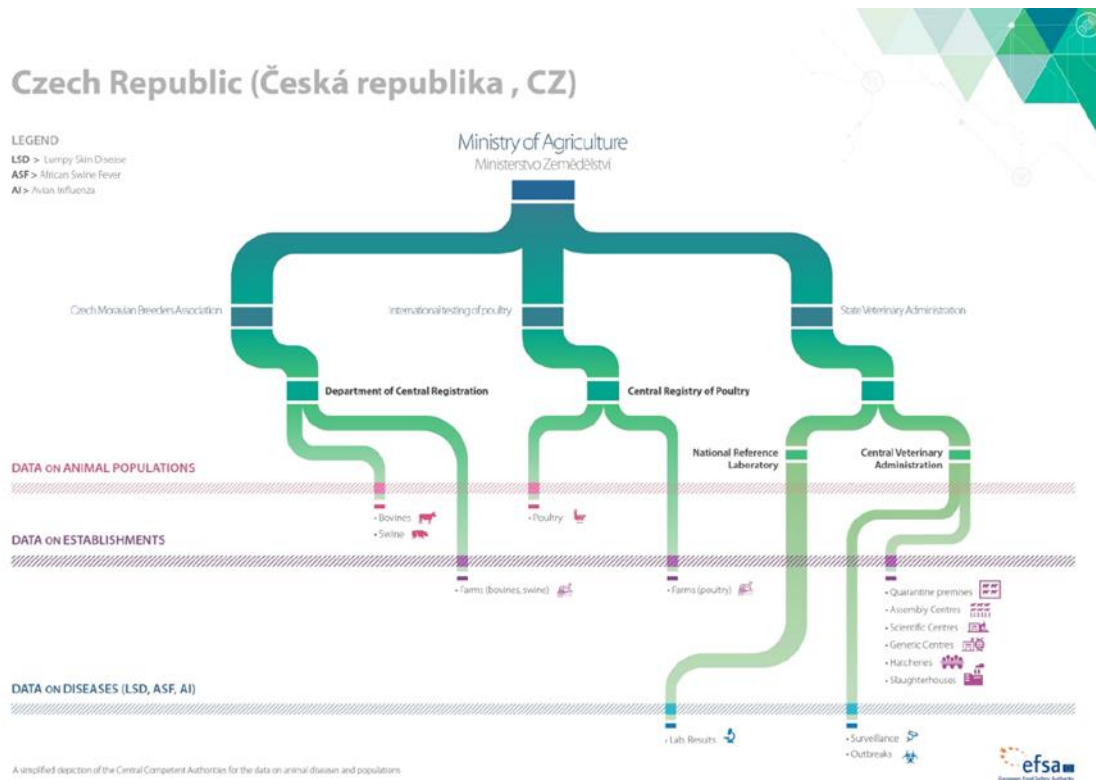 Czech Republic (Česká republika , CZ)
LEGEND
LSD > Lumpy Skin Disease
ASF > African Swine Fever
AI > Avian Influenza
Ministry of Agriculture
Ministerstvo Zemědělství
Czech Moravian Breeders Association
International testing of poultry
State Veterinary Administration
Department of Central Registration
Central Registry of Poultry
National Reference
Laboratory
Central Veterinary
Administration
DATA ON ANIMAL POPULATIONS
• Bovines
• Swine
• Poultry
DATA ON ESTABLISHMENTS
• Farms (bovines, swine)
• Farms (poultry)
• Quarantine premises
• Assembly Centres
• Scientific Centres
• Genetic Centres
• Hatcheries
• Slaughterhouses
DATA ON DISEASES (LSD, ASF, AI)
• Lab Results
• Surveillance
• Outbreaks
A simplified depiction of the Central Competent Authorities for the data on animal diseases and populations
efsa
European Food Safety Authority